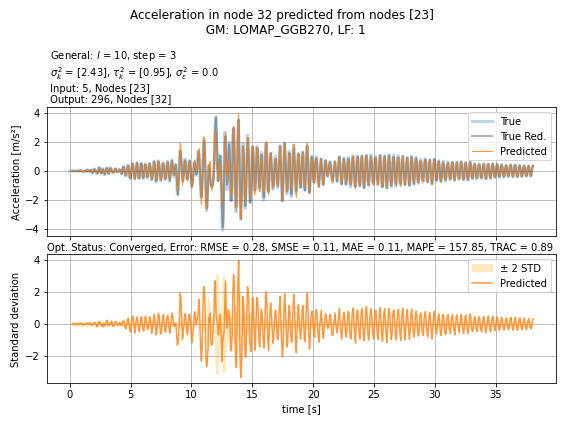 Acceleration in node 32 predicted from nodes [23]
GM: LOMAP_GGB270, LF: 1
General: l = 10, step = 3
σ_k^2 = [2.43], τ_k^2 = [0.95], σ_ε^2 = 0.0
Input: 5, Nodes [23]
Output: 296, Nodes [32]
4
2
0
−2
−4
Acceleration [m/s²]
True
True Red.
Predicted
Opt. Status: Converged, Error: RMSE = 0.28, SMSE = 0.11, MAE = 0.11, MAPE = 157.85, TRAC = 0.89
4
2
0
−2
Standard deviation
± 2 STD
Predicted
0 5 10 15 20 25 30 35
time [s]